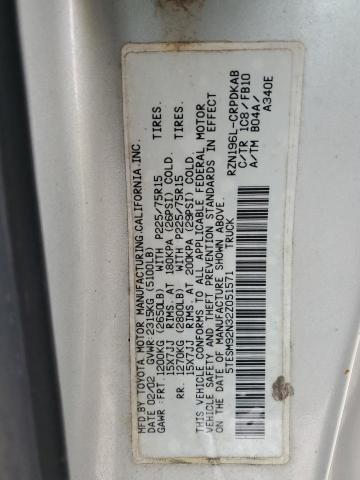 MFD BY TOYOTA MOTOR MANUFACTURING, CALIFORNIA, INC.
DATE 02/02 GVWR:2315KG (5100LB)
GAWR: FRT. 1200KG (2650LB) WITH P225/75R15 TIRES.
15X7JJ RIMS. AT 180KPA (26PSI) COLD.
RR. 1270KG (2800LB) WITH P225/75R15 TIRES.
15X7JJ RIMS. AT 200KPA (29PSI) COLD.
THIS VEHICLE CONFORMS TO ALL APPLICABLE FEDERAL MOTOR
VEHICLE SAFETY AND THEFT PREVENTION STANDARDS IN EFFECT
ON THE DATE OF MANUFACTURE SHOWN ABOVE.
5TESM92N32Z051571 TRUCK
RZN196L-CRPDKAB
C/TR 1C8 / FB10
A/TM B04A/
A340E